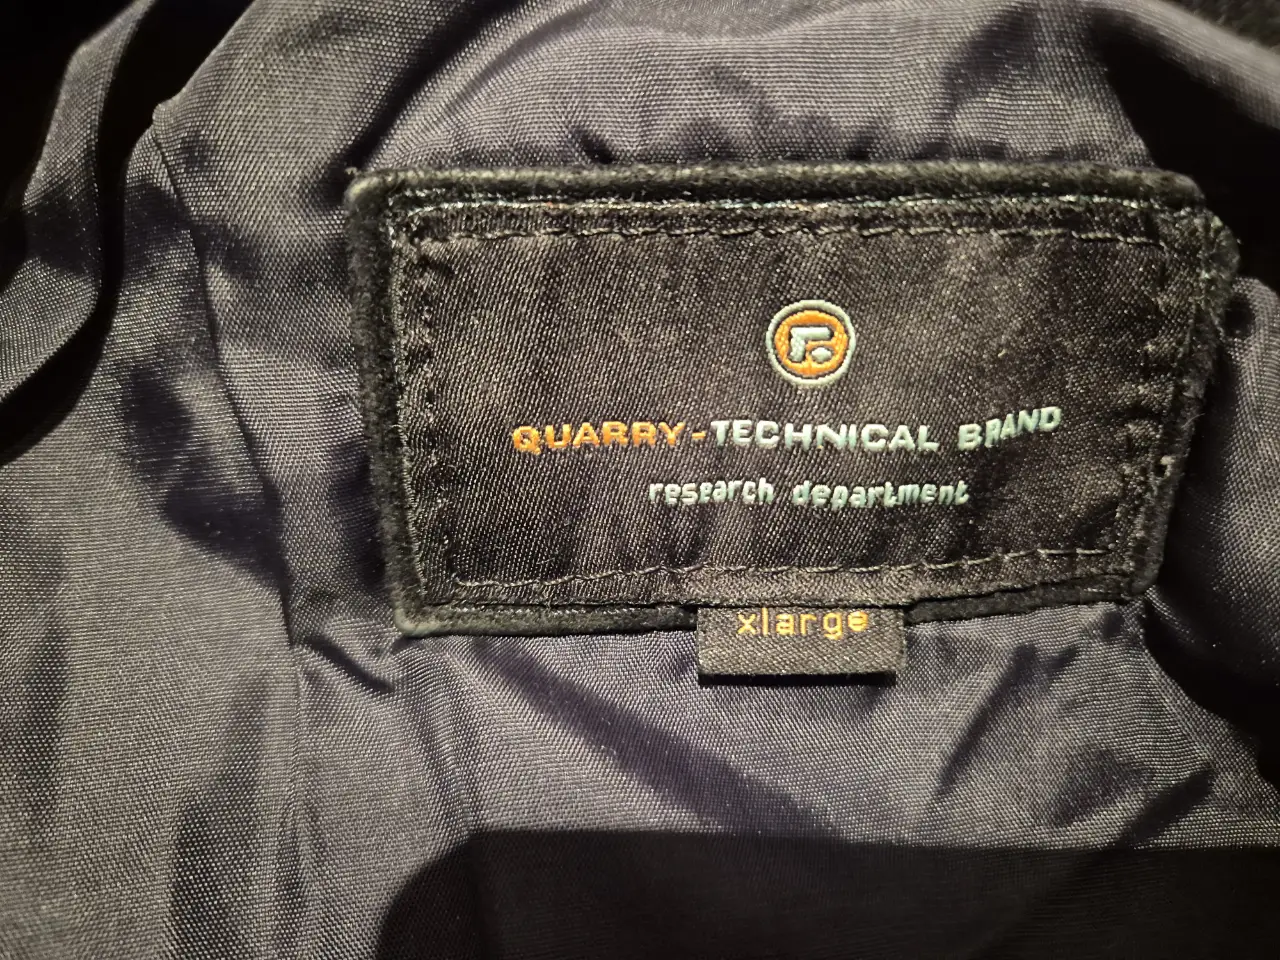 QUARRY-TECHNICAL BRAND
research department
xlarge